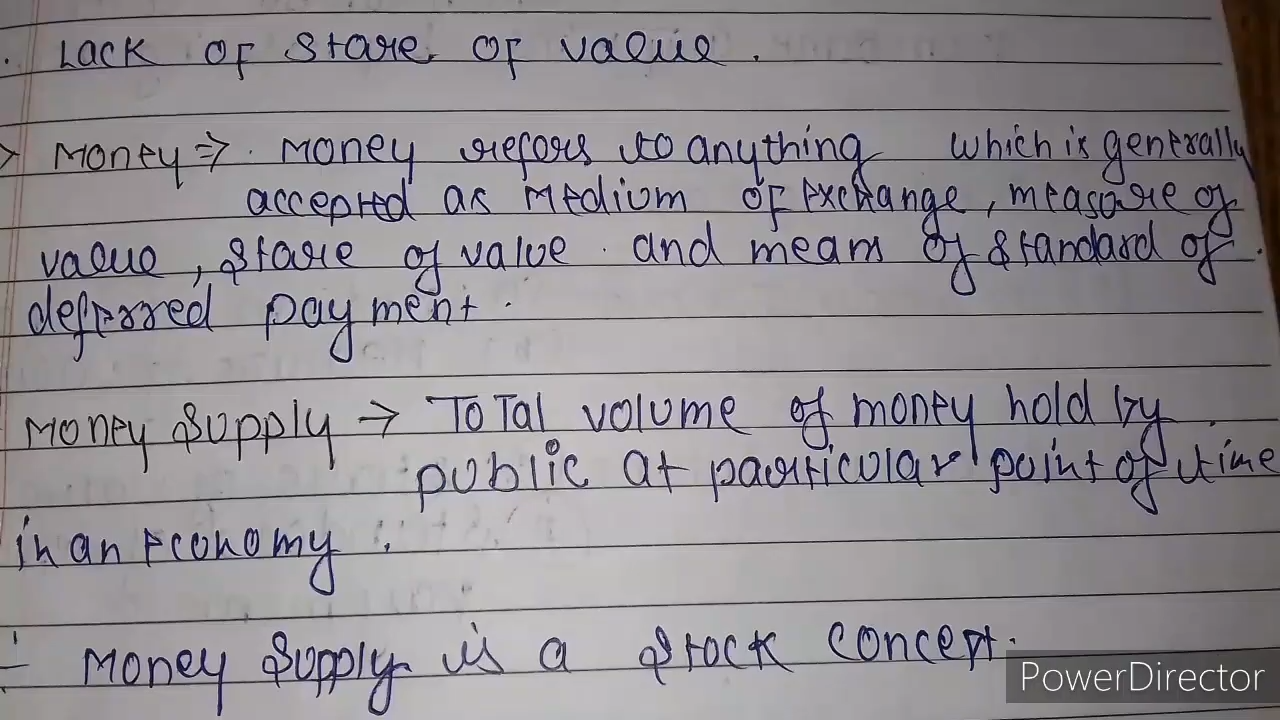 . Lack of store of value .
> Money ⇒ . Money refers to anything which is generally
accepted as medium of exchange, measure of
value, store of value . and means of standard of .
deferred payment .
Money Supply → Total volume of money hold by
public at particular point of time
in an economy .
÷ Money Supply is a stock concept .
PowerDirector